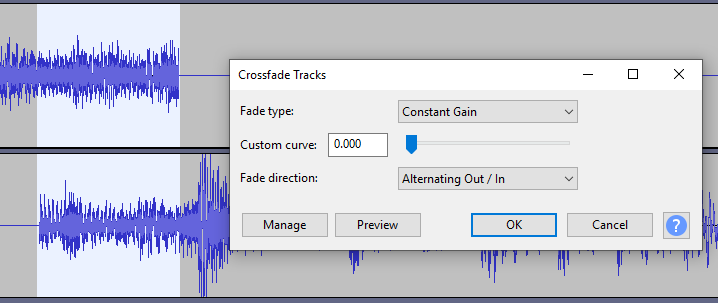 Crossfade Tracks
Fade type: Constant Gain
Custom curve: 0.000
Fade direction: Alternating Out / In
Manage Preview OK Cancel ?